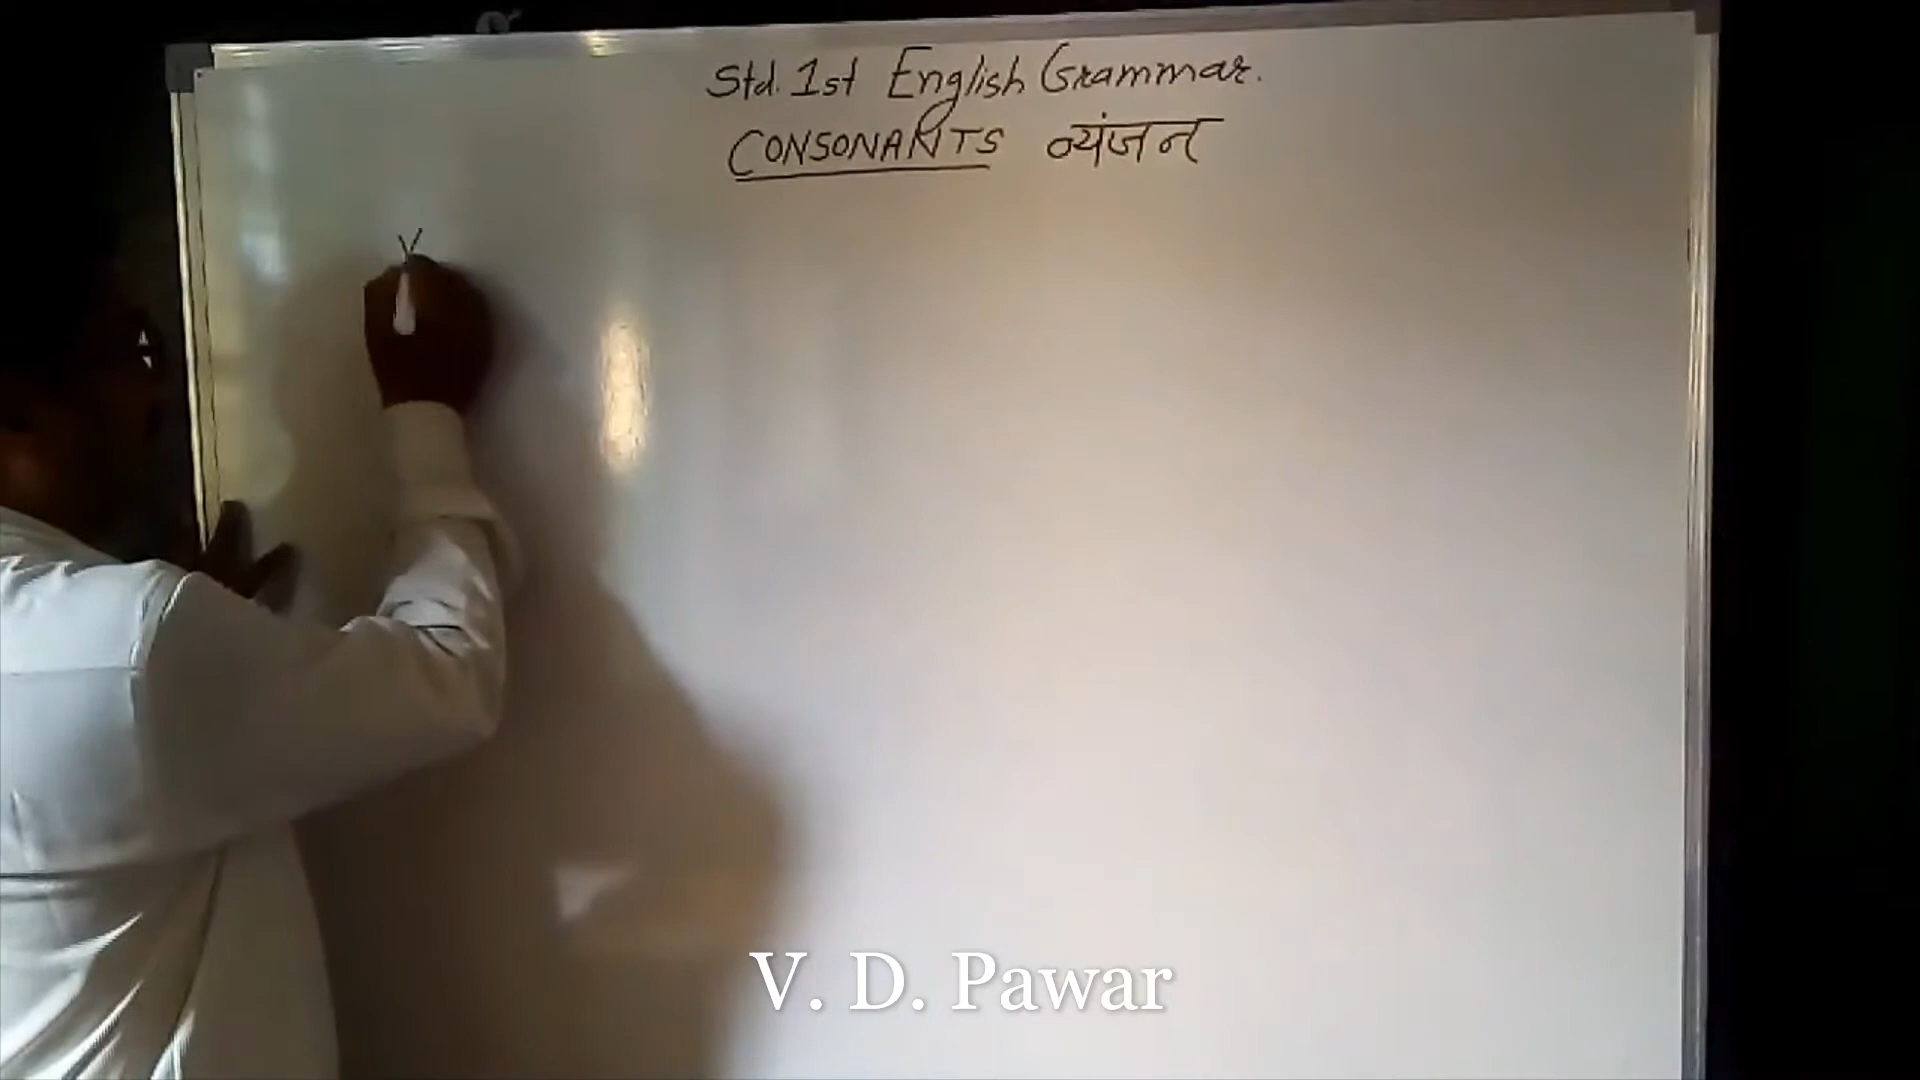 Std. 1st English Grammar.
CONSONANTS व्यंजन
V
V. D. Pawar